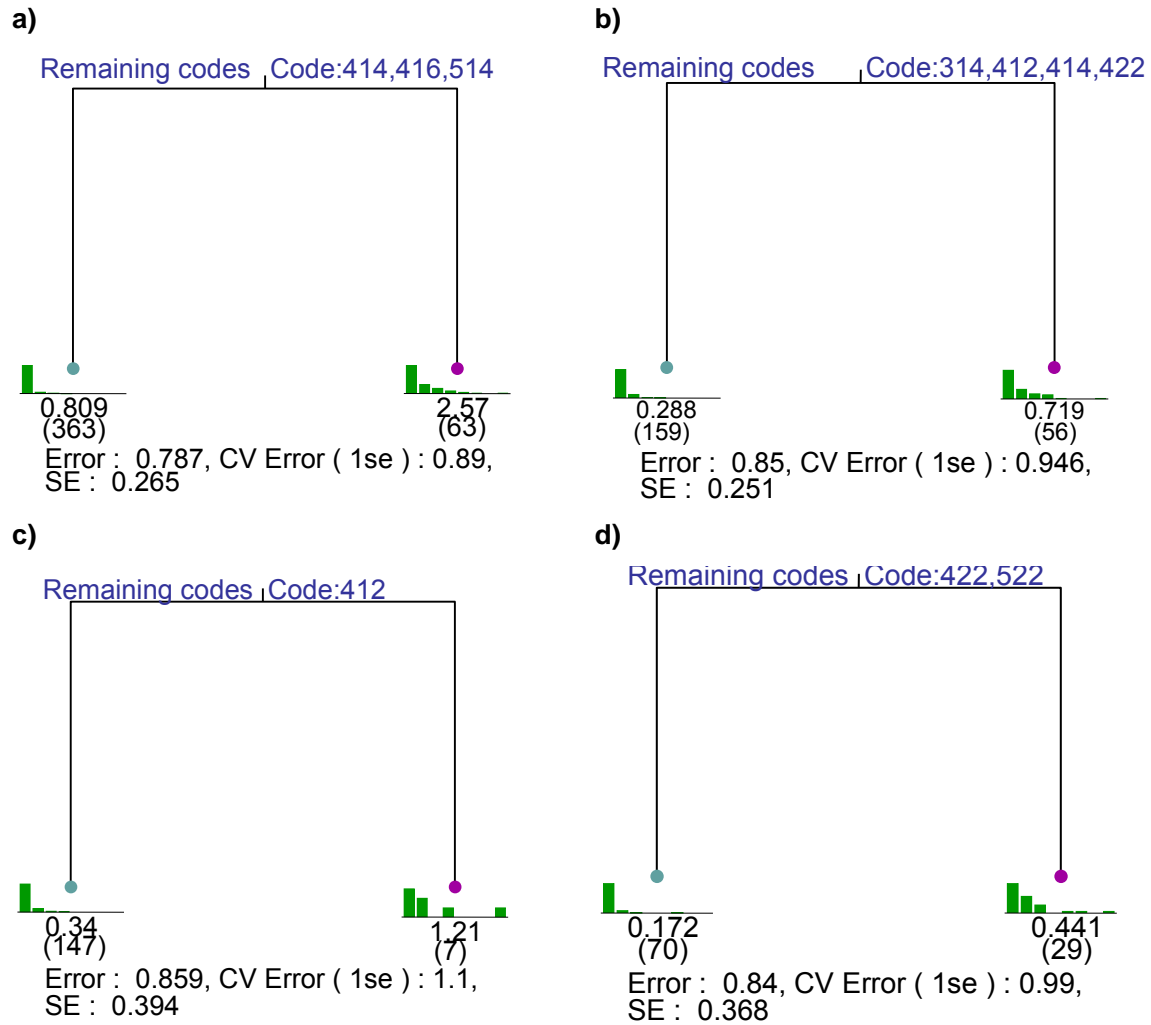 a)
Remaining codes Code:414,416,514
0.809
(363)
2.57
(63)
Error : 0.787, CV Error ( 1se ) : 0.89,
SE : 0.265
b)
Remaining codes Code:314,412,414,422
0.288
(159)
0.719
(56)
Error : 0.85, CV Error ( 1se ) : 0.946,
SE : 0.251
c)
Remaining codes Code:412
0.34
(147)
1.21
(7)
Error : 0.859, CV Error ( 1se ) : 1.1,
SE : 0.394
d)
Remaining codes Code:422,522
0.172
(70)
0.441
(29)
Error : 0.84, CV Error ( 1se ) : 0.99,
SE : 0.368